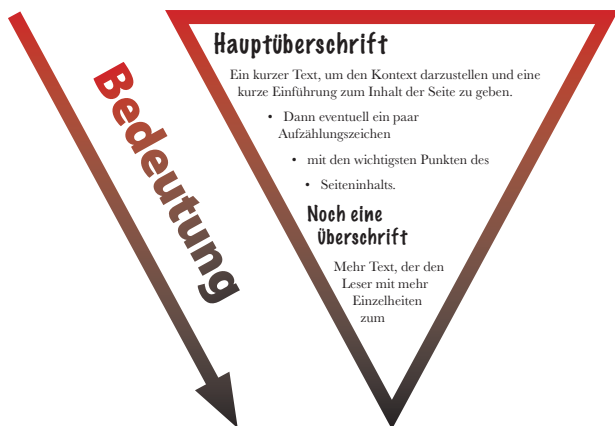 Bedeutung
Hauptüberschrift
Ein kurzer Text, um den Kontext darzustellen und eine
kurze Einführung zum Inhalt der Seite zu geben.
• Dann eventuell ein paar
Aufzählungszeichen
• mit den wichtigsten Punkten des
• Seiteninhalts.
Noch eine
Überschrift
Mehr Text, der den
Leser mit mehr
Einzelheiten
zum